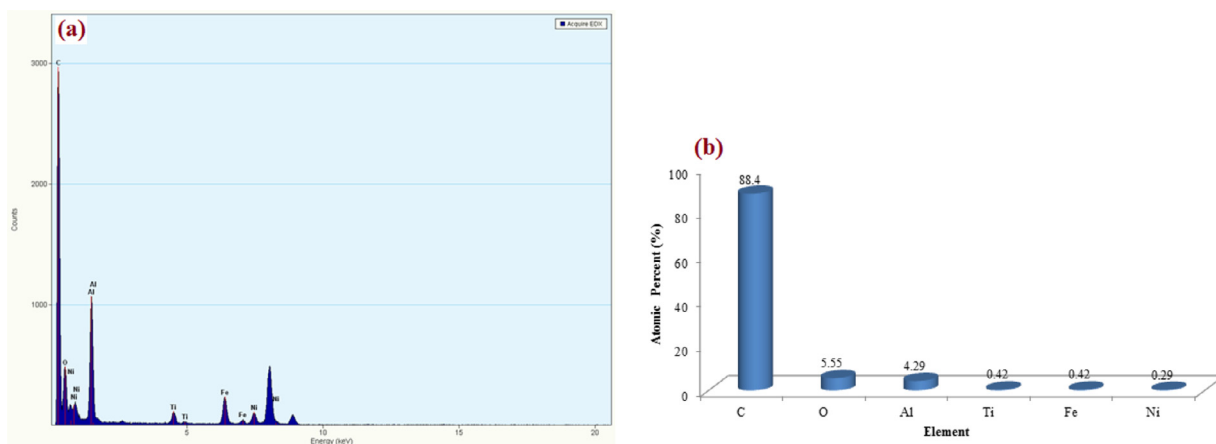 (a)
Acquire EDX
3000
C
2000
Counts
Al
1000
Al
O
Ni
Ni
Ni
Ti
Ti
Fe
Fe
Ni
Ni
5
10
15
20
Energy (keV)
(b)
100
88.4
80
60
40
20
0
Atomic Percent (%)
5.55
4.29
0.42
0.42
0.29
C O Al Ti Fe Ni
Element